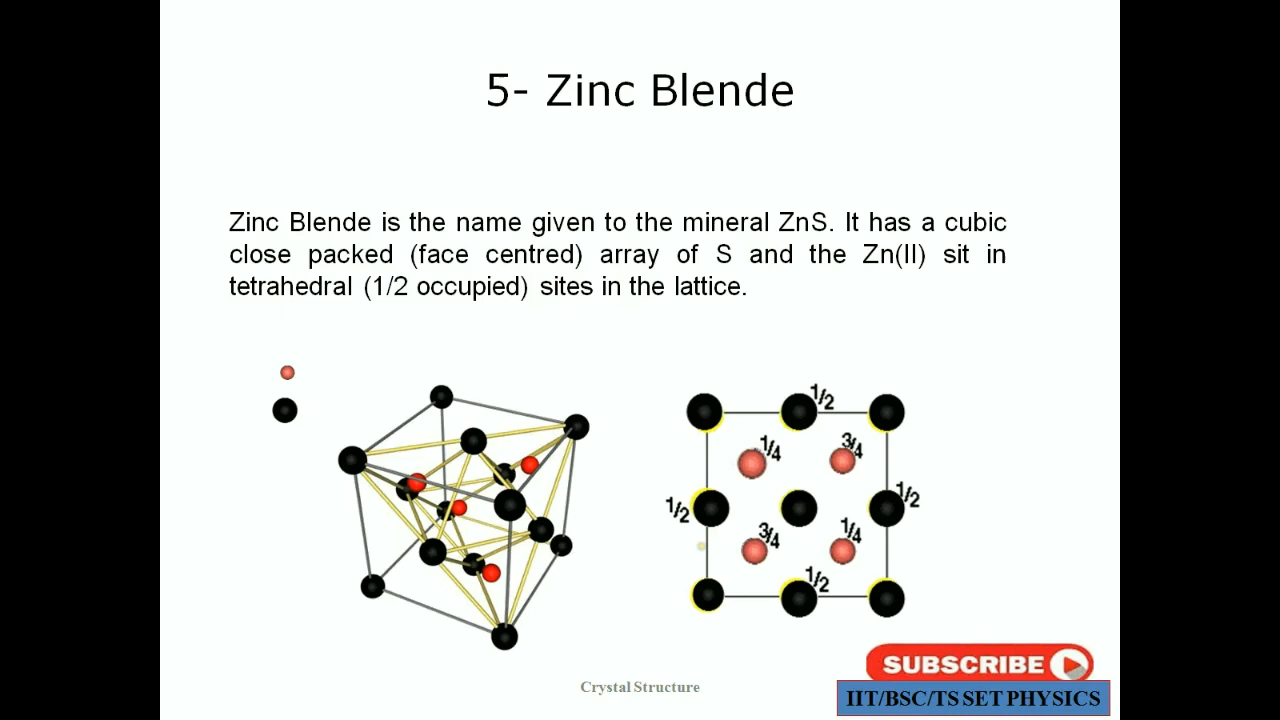 5- Zinc Blende
Zinc Blende is the name given to the mineral ZnS. It has a cubic
close packed (face centred) array of S and the Zn(II) sit in
tetrahedral (1/2 occupied) sites in the lattice.
1/2
1/4
3/4
1/2
1/2
3/4
1/4
1/2
SUBSCRIBE
Crystal Structure
IIT/BSC/TS SET PHYSICS